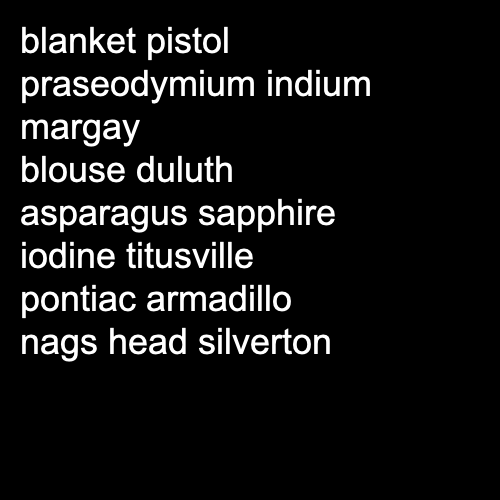 blanket pistol
praseodymium indium
margay
blouse duluth
asparagus sapphire
iodine titusville
pontiac armadillo
nags head silverton